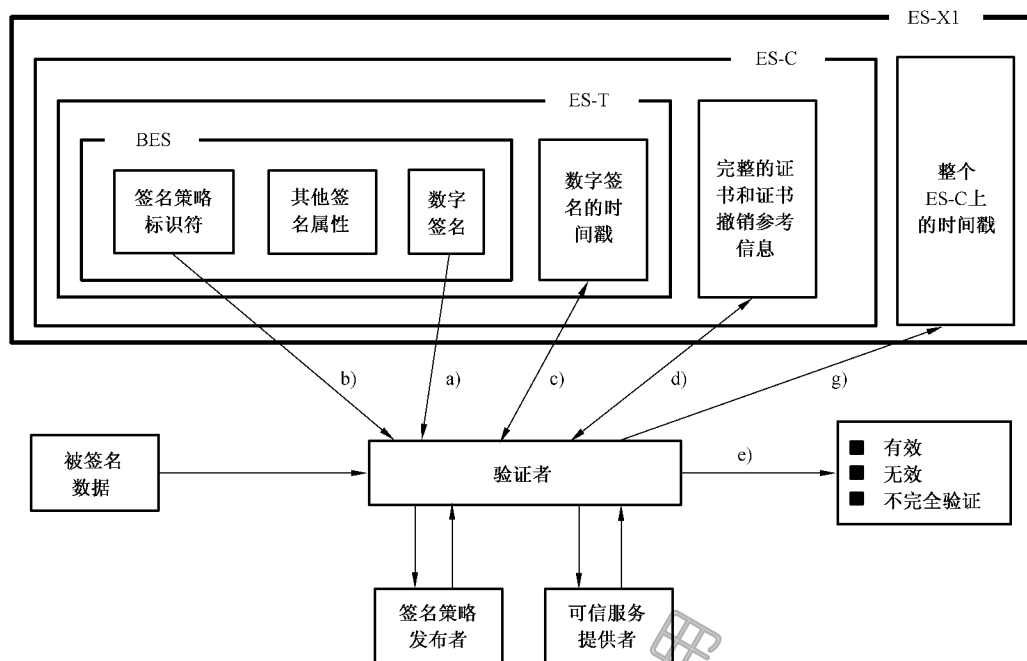 ES-X1
ES-C
ES-T
BES
签名策略
标识符
其他签
名属性
数字
签名
数字签
名的时
间戳
完整的证
书和证书
撤销参考
信息
整个
ES-C上
的时间戳
b)
a)
c)
d)
g)
被签名
数据
验证者
e)
■ 有效
■ 无效
■ 不完全验证
签名策略
发布者
可信服务
提供者
用